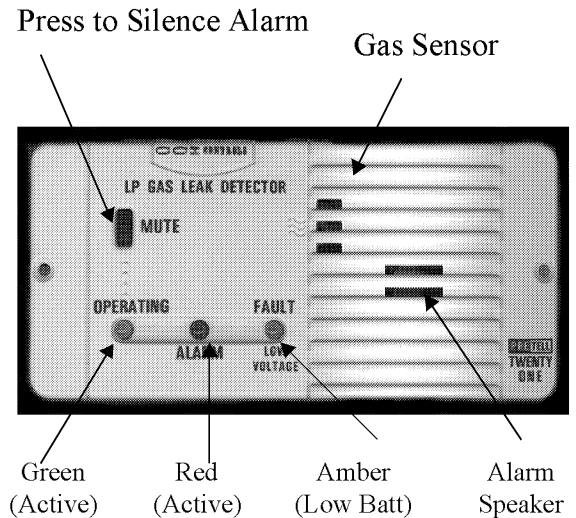 Press to Silence Alarm
Gas Sensor
LP GAS LEAK DETECTOR
MUTE
OPERATING
FAULT
ALARM
LOW
VOLTAGE
TWENTY
ONE
Green
(Active)
Red
(Active)
Amber
(Low Batt)
Alarm
Speaker